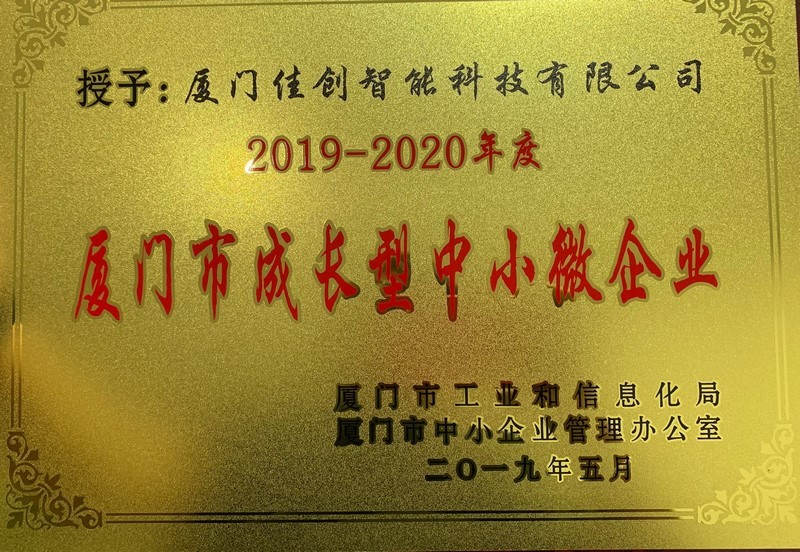 授予：厦门佳创智能科技有限公司
2019-2020年度
厦门市成长型中小微企业
厦门市工业和信息化局
厦门市中小企业管理办公室
二〇一九年五月